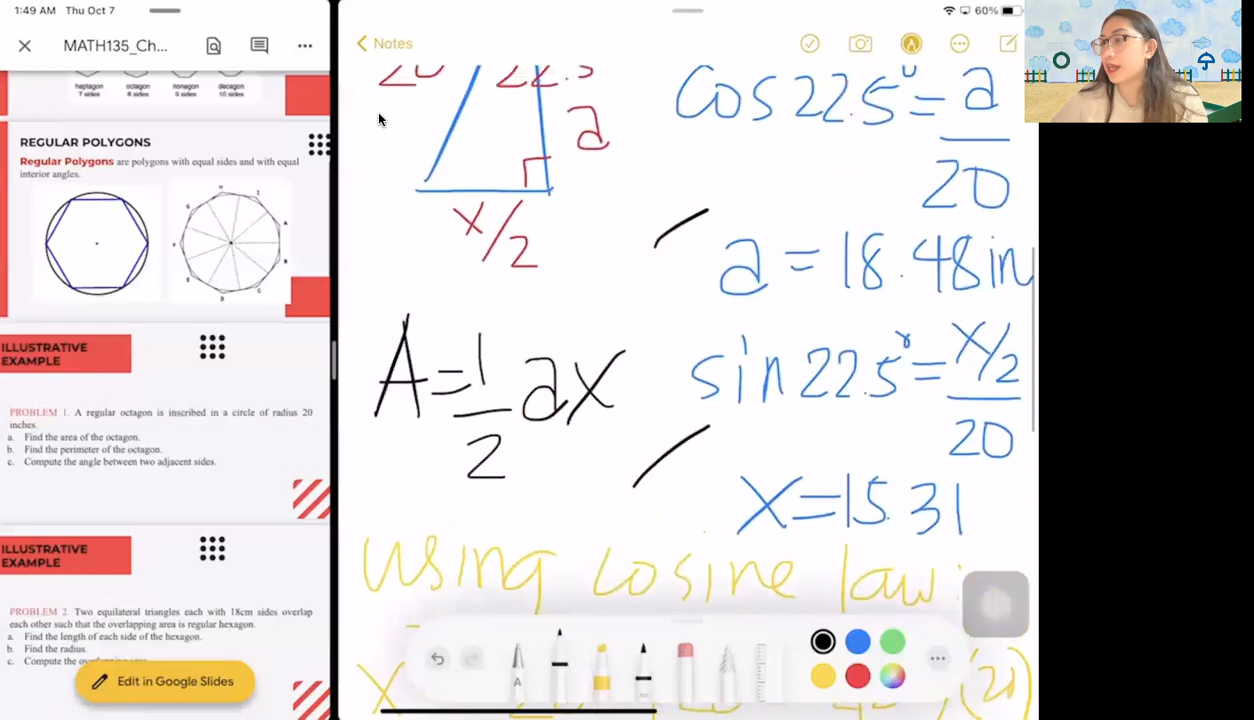 1:49 AM Thu Oct 7
60%
MATH135_Ch...
Notes
heptagon
7 sides
octagon
8 sides
nonagon
9 sides
decagon
10 sides
REGULAR POLYGONS
Regular Polygons are polygons with equal sides and with equal
interior angles.
ILLUSTRATIVE
EXAMPLE
PROBLEM 1. A regular octagon is inscribed in a circle of radius 20
inches.
a. Find the area of the octagon.
b. Find the perimeter of the octagon.
c. Compute the angle between two adjacent sides.
ILLUSTRATIVE
EXAMPLE
PROBLEM 2. Two equilateral triangles each with 18cm sides overlap
each other such that the overlapping area is regular hexagon.
a. Find the length of each side of the hexagon.
b. Find the radius
c. Compute the
Edit in Google Slides
20
22.5
a
x/2
A=1/2 ax
cos 22.5°= a/20
a = 18.48in
sin 22.5°= x/2 / 20
x=15.31
using cosine law: